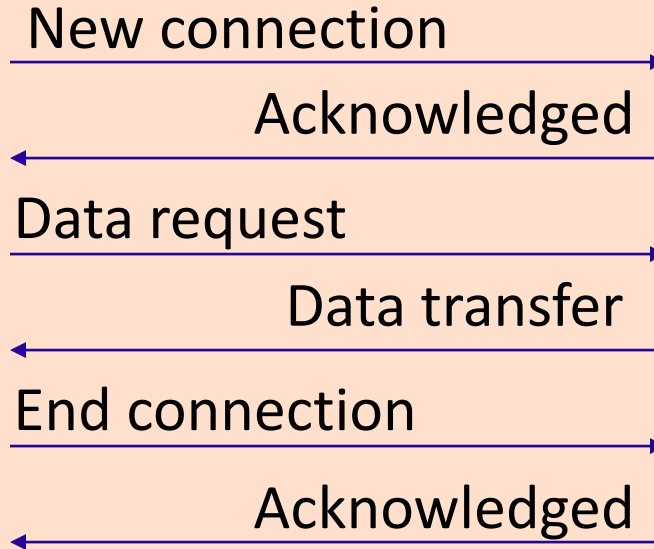 New connection
Acknowledged
Data request
Data transfer
End connection
Acknowledged